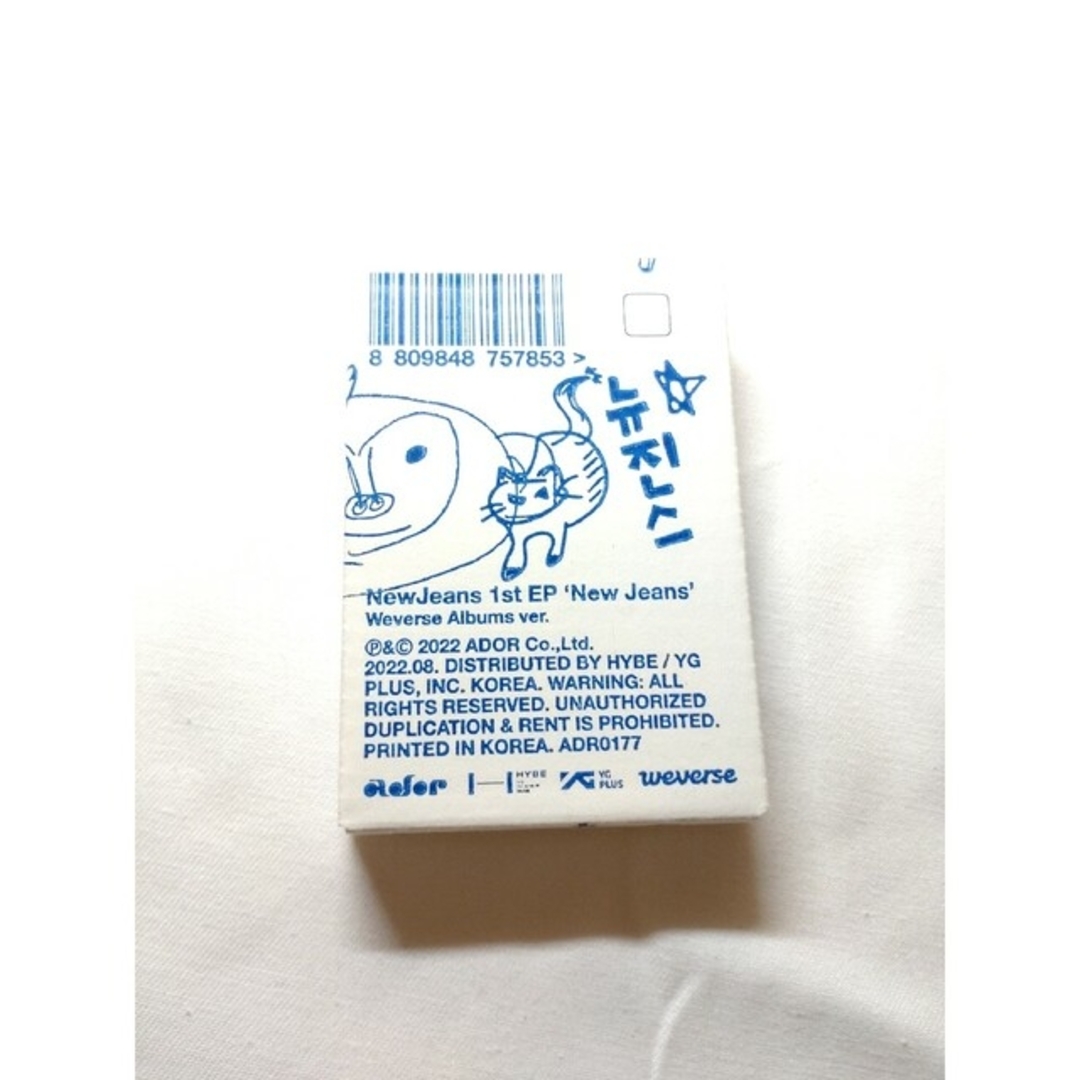 8 809848 757853 >
뉴진스
NewJeans 1st EP ‘New Jeans’
Weverse Albums ver.
℗&© 2022 ADOR Co.,Ltd.
2022.08. DISTRIBUTED BY HYBE / YG
PLUS, INC. KOREA. WARNING: ALL
RIGHTS RESERVED. UNAUTHORIZED
DUPLICATION & RENT IS PROHIBITED.
PRINTED IN KOREA. ADR0177
ador HYBE YG YG PLUS weverse